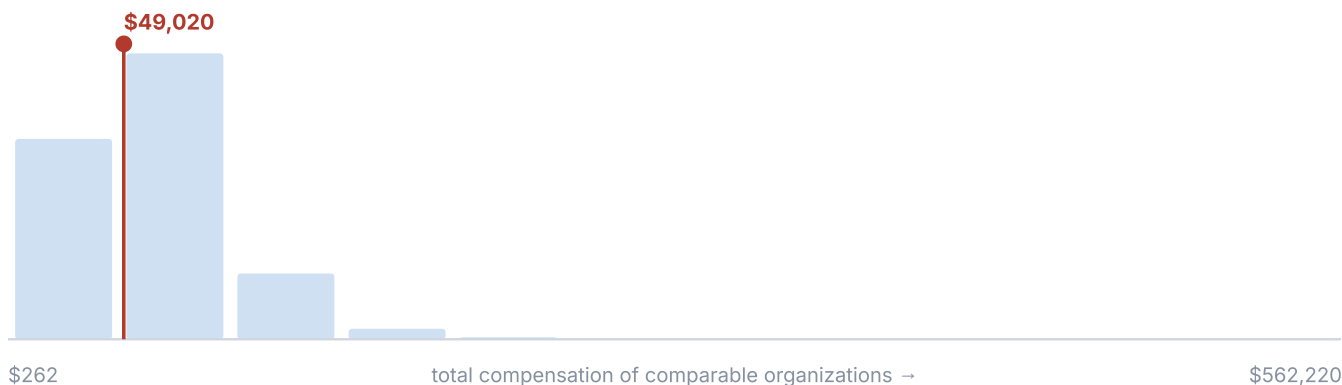 $49,020
$262 total compensation of comparable organizations → $562,220